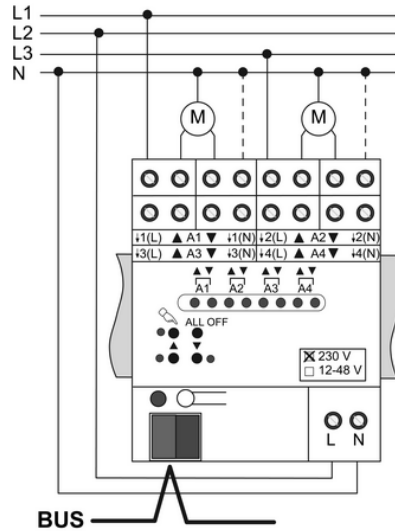 L1
L2
L3
N
M M
↓1(L) ▲ A1 ▼ ↓1(N) ↓2(L) ▲ A2 ▼ ↓2(N)
↓3(L) ▲ A3 ▼ ↓3(N) ↓4(L) ▲ A4 ▼ ↓4(N)
▲ ▼ ▲ ▼ ▲ ▼ ▲ ▼
A1 A2 A3 A4
ALL OFF
▲ ▼
☒ 230 V
☐ 12-48 V
L N
BUS